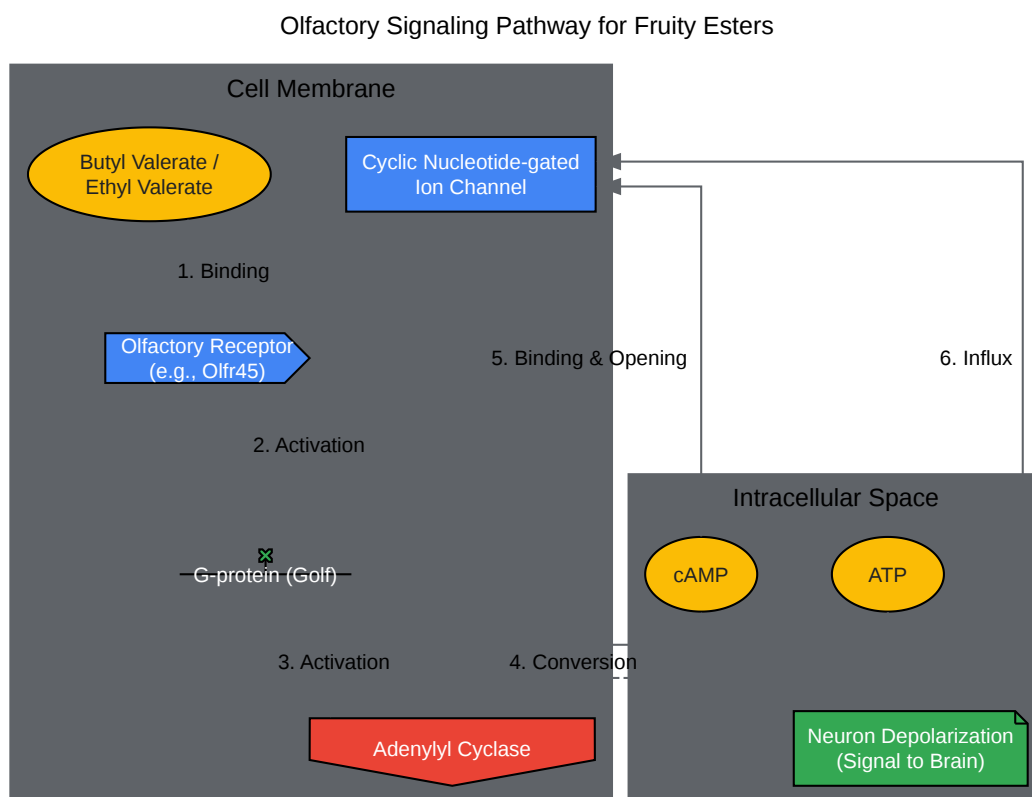 Olfactory Signaling Pathway for Fruity Esters
Cell Membrane
Butyl Valerate /
Ethyl Valerate
Cyclic Nucleotide-gated
Ion Channel
1. Binding
Olfactory Receptor
(e.g., Olfr45)
5. Binding & Opening
6. Influx
2. Activation
Intracellular Space
G-protein (Golf)
cAMP
ATP
3. Activation
4. Conversion
Adenylyl Cyclase
Neuron Depolarization
(Signal to Brain)